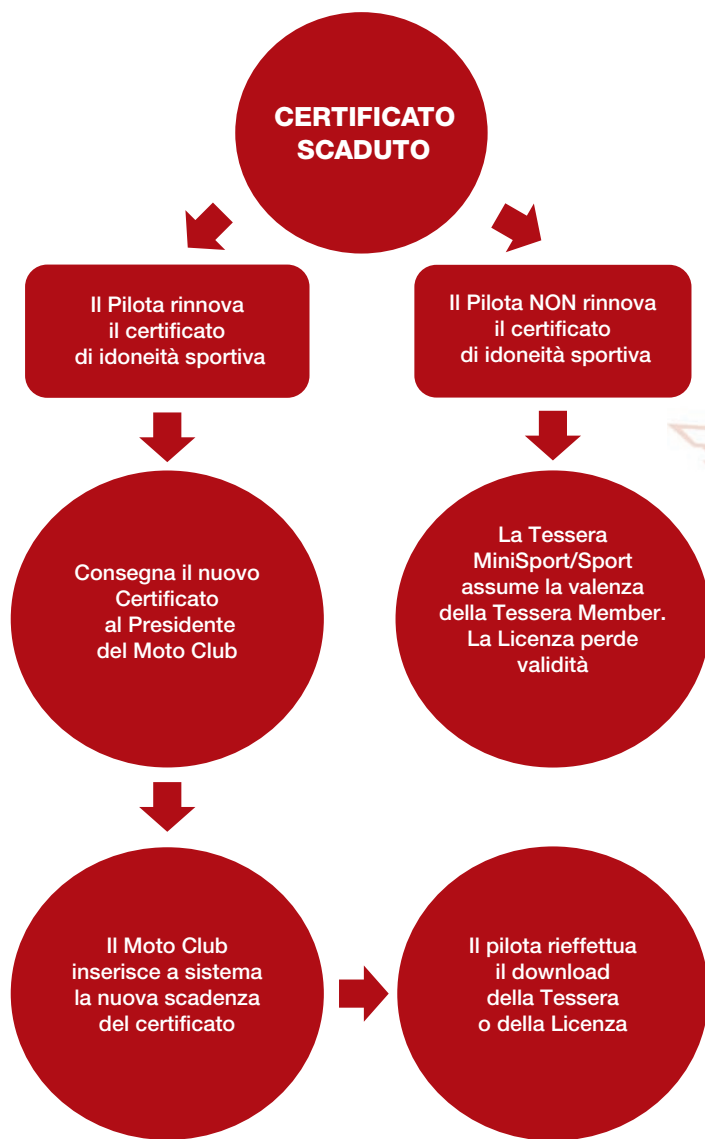 CERTIFICATO
SCADUTO
Il Pilota rinnova
il certificato
di idoneità sportiva
Il Pilota NON rinnova
il certificato
di idoneità sportiva
Consegna il nuovo
Certificato
al Presidente
del Moto Club
La Tessera
MiniSport/Sport
assume la valenza
della Tessera Member.
La Licenza perde
validità
Il Moto Club
inserisce a sistema
la nuova scadenza
del certificato
Il pilota rieffettua
il download
della Tessera
o della Licenza